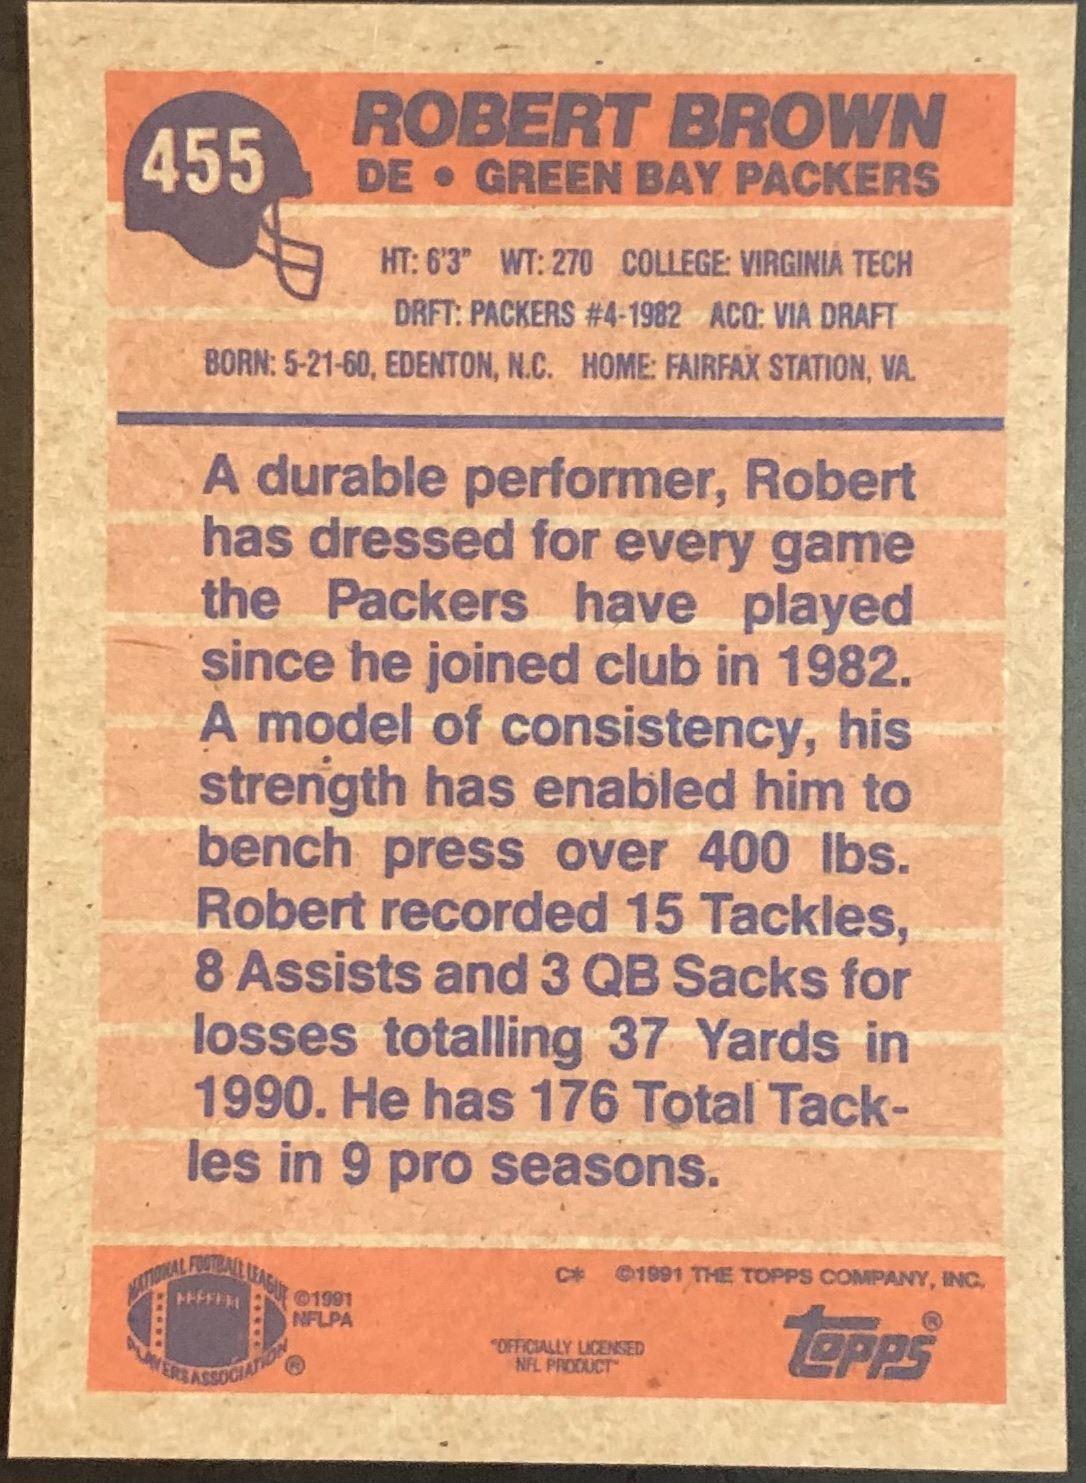 455
ROBERT BROWN
DE • GREEN BAY PACKERS
HT: 6'3" WT: 270 COLLEGE: VIRGINIA TECH
DRFT: PACKERS #4-1982 ACQ: VIA DRAFT
BORN: 5-21-60, EDENTON, N.C. HOME: FAIRFAX STATION, VA.
A durable performer, Robert
has dressed for every game
the Packers have played
since he joined club in 1982.
A model of consistency, his
strength has enabled him to
bench press over 400 lbs.
Robert recorded 15 Tackles,
8 Assists and 3 QB Sacks for
losses totalling 37 Yards in
1990. He has 176 Total Tack-
les in 9 pro seasons.
NATIONAL FOOTBALL LEAGUE
PLAYERS ASSOCIATION ®
©1991
NFLPA
C* ©1991 THE TOPPS COMPANY, INC.
"OFFICIALLY LICENSED
NFL PRODUCT"
topps®